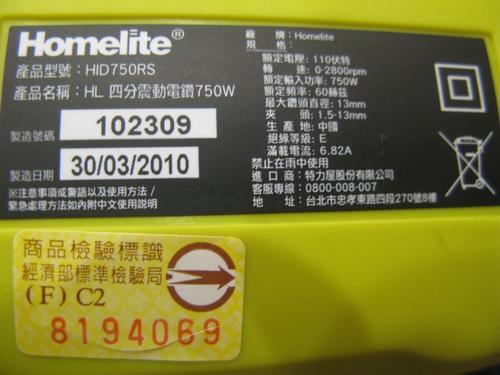 Homelite®
產品型號：HID750RS
產品名稱：HL 四分震動電鑽750W
製造號碼 102309
製造日期 30/03/2010
※注意事項或警語以及使用方法/
緊急處理方法如內附中文使用說明
廠　　牌：Homelite
規　　格：
額定電壓：110伏特
轉　　速：0-2800rpm
額定輸入功率：750W
額定頻率：60赫茲
最大鑽頭直徑：13mm
夾　　頭：1.5-13mm
生 產 地：中國
絕緣等級：E
滿載電流：6.82A
禁止在雨中使用
進 口 商：特力屋股份有限公司
客服專線：0800-008-007
地　　址：台北市忠孝東路四段270號8樓
商品檢驗標識
經濟部標準檢驗局
(F) C2
8194069